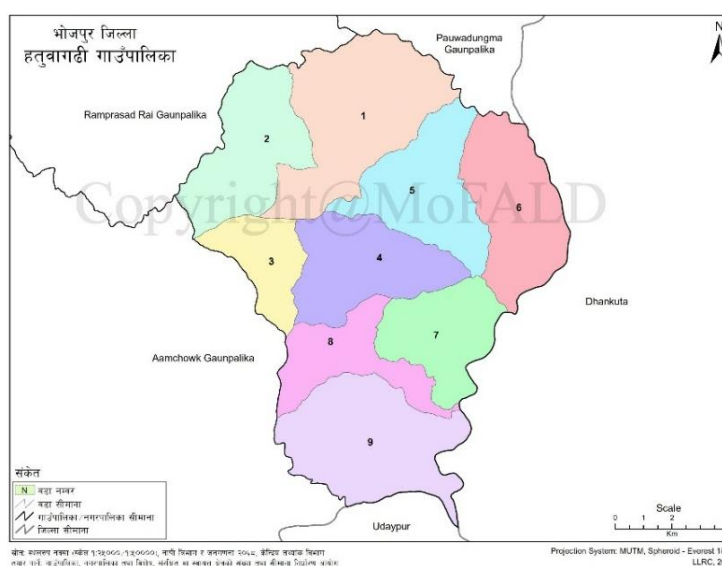 भोजपुर जिल्ला
हतुवागढी गाउँपालिका
Pauwadungma
Gaunpalika
N
Ramprasad Rai Gaunpalika
1
2
5
6
Copyright@MoFALD
3
4
Dhankuta
8
7
Aamchowk Gaunpalika
9
संकेत
N वडा नम्बर
वडा सीमाना
गाउँपालिका/नगरपालिका सीमाना
जिल्ला सीमाना
Udaypur
Scale
0 1 2
Km
Projection System: MUTM, Spheroid - Everest
LLRC,